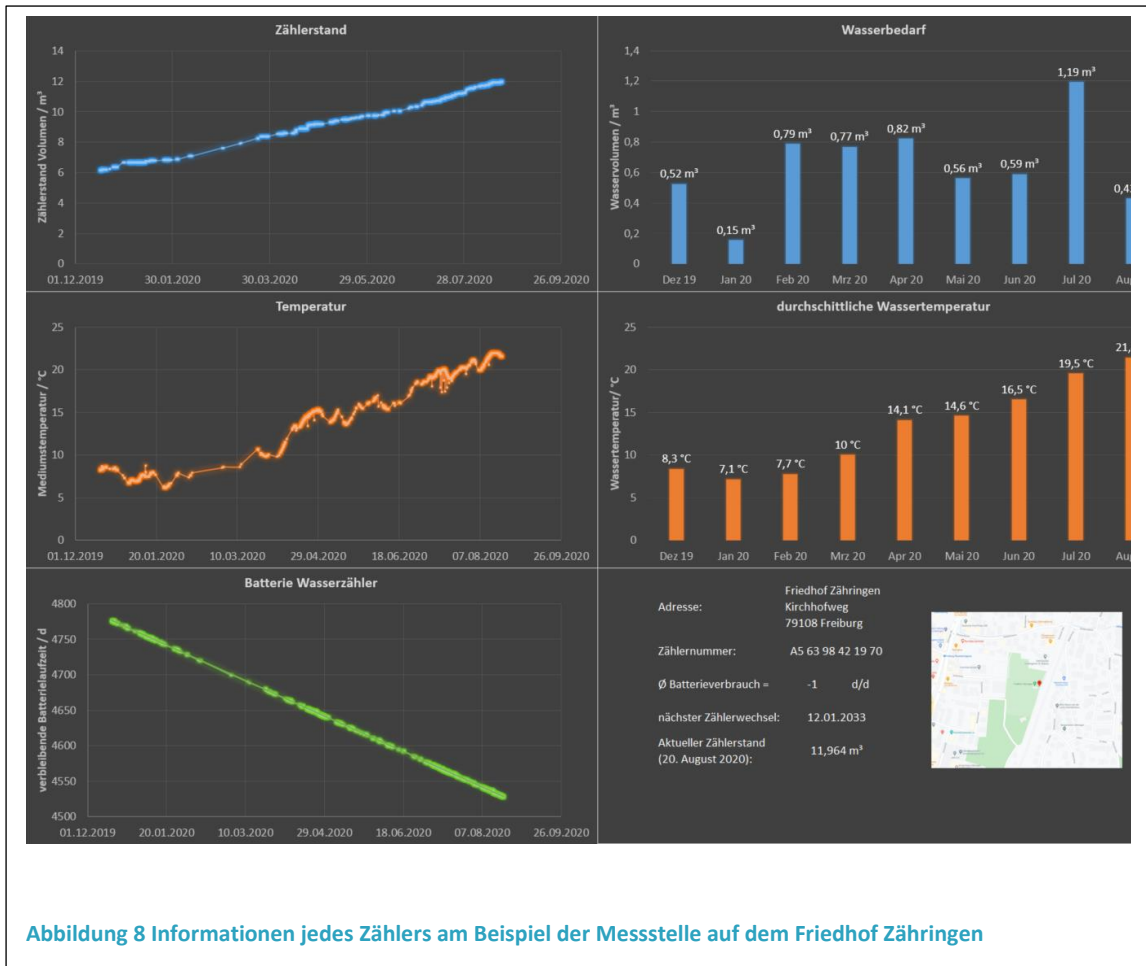 Zählerstand
Zählerstand Volumen / m³
14
12
10
8
6
4
2
0
01.12.2019 30.01.2020 30.03.2020 29.05.2020 28.07.2020 26.09.2020
Wasserbedarf
Wasservolumen / m³
1,4
1,2
1
0,8
0,6
0,4
0,2
0
0,52 m³
0,15 m³
0,79 m³
0,77 m³
0,82 m³
0,56 m³
0,59 m³
1,19 m³
Dez 19 Jan 20 Feb 20 Mrz 20 Apr 20 Mai 20 Jun 20 Jul 20 Aug
Temperatur
Mediumstemperatur / °C
25
20
15
10
5
0
01.12.2019 20.01.2020 10.03.2020 29.04.2020 18.06.2020 07.08.2020 26.09.2020
durchschittliche Wassertemperatur
Wassertemperatur/ °C
25
20
15
10
5
0
8,3 °C
7,1 °C
7,7 °C
10 °C
14,1 °C
14,6 °C
16,5 °C
19,5 °C
21,
Dez 19 Jan 20 Feb 20 Mrz 20 Apr 20 Mai 20 Jun 20 Jul 20 Aug
Batterie Wasserzähler
verbleibende Batterielaufzeit / d
4800
4750
4700
4650
4600
4550
4500
01.12.2019 20.01.2020 10.03.2020 29.04.2020 18.06.2020 07.08.2020 26.09.2020
Adresse: Friedhof Zähringen
Kirchhofweg
79108 Freiburg
Zählernummer: A5 63 98 42 19 70
Ø Batterieverbrauch = -1 d/d
nächster Zählerwechsel: 12.01.2033
Aktueller Zählerstand
(20. August 2020): 11,964 m³
Abbildung 8 Informationen jedes Zählers am Beispiel der Messstelle auf dem Friedhof Zähringen